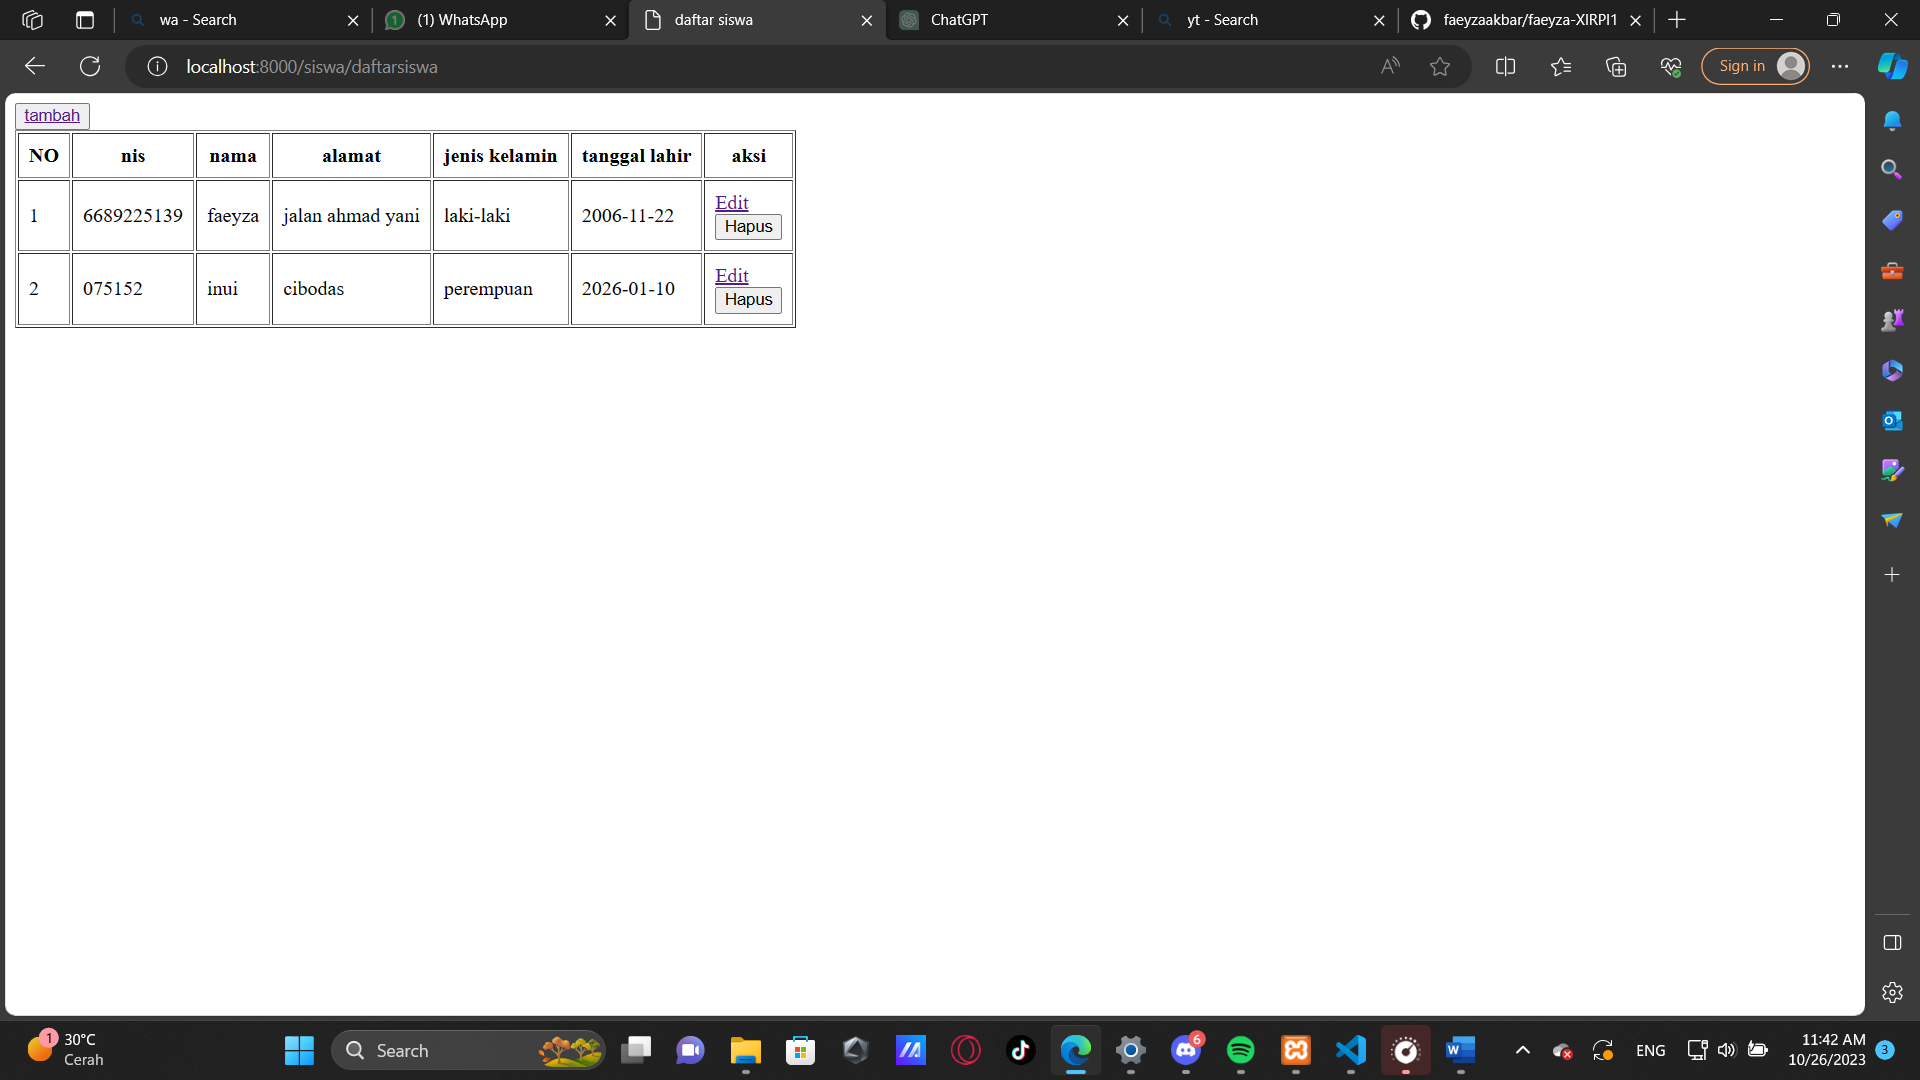 wa - Search
(1) WhatsApp
daftar siswa
ChatGPT
yt - Search
faeyzaakbar/faeyza-XIRPI1
localhost:8000/siswa/daftarsiswa
Sign in
tambah
NO nis nama alamat jenis kelamin tanggal lahir aksi
1 6689225139 faeyza jalan ahmad yani laki-laki 2006-11-22 Edit
Hapus
2 075152 inui cibodas perempuan 2026-01-10 Edit
Hapus
1
30°C
Cerah
Search
6
ENG
11:42 AM
10/26/2023
3